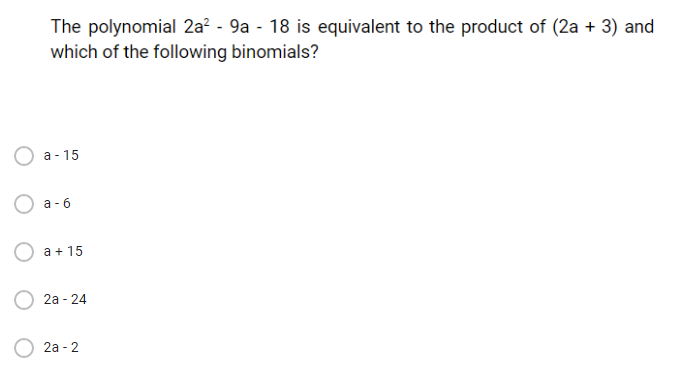 The polynomial 2a² - 9a - 18 is equivalent to the product of (2a + 3) and
which of the following binomials?
a - 15
a - 6
a + 15
2a - 24
2a - 2